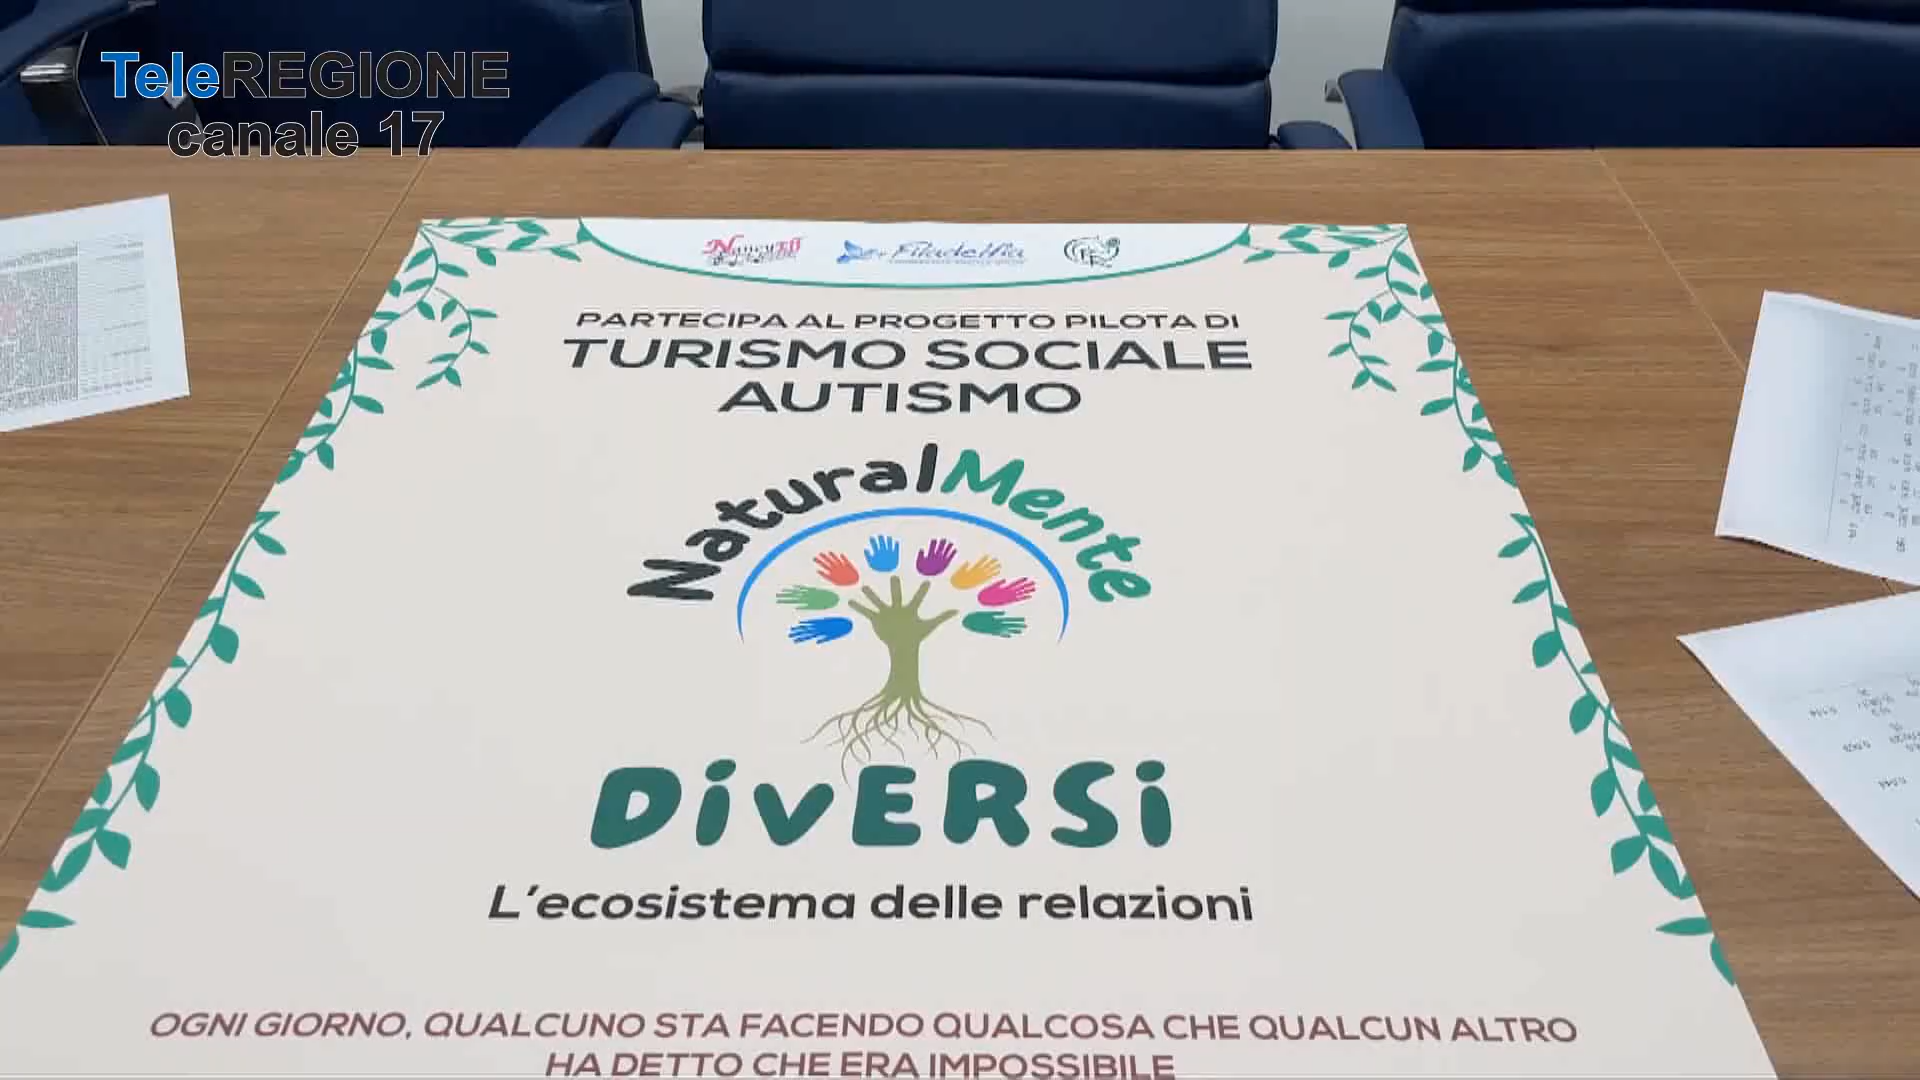 TeleREGIONE
canale 17
Filadelfia
PARTECIPA AL PROGETTO PILOTA DI
TURISMO SOCIALE
AUTISMO
NaturalMente
DiVERSi
L'ecosistema delle relazioni
OGNI GIORNO, QUALCUNO STA FACENDO QUALCOSA CHE QUALCUN ALTRO
HA DETTO CHE ERA IMPOSSIBILE